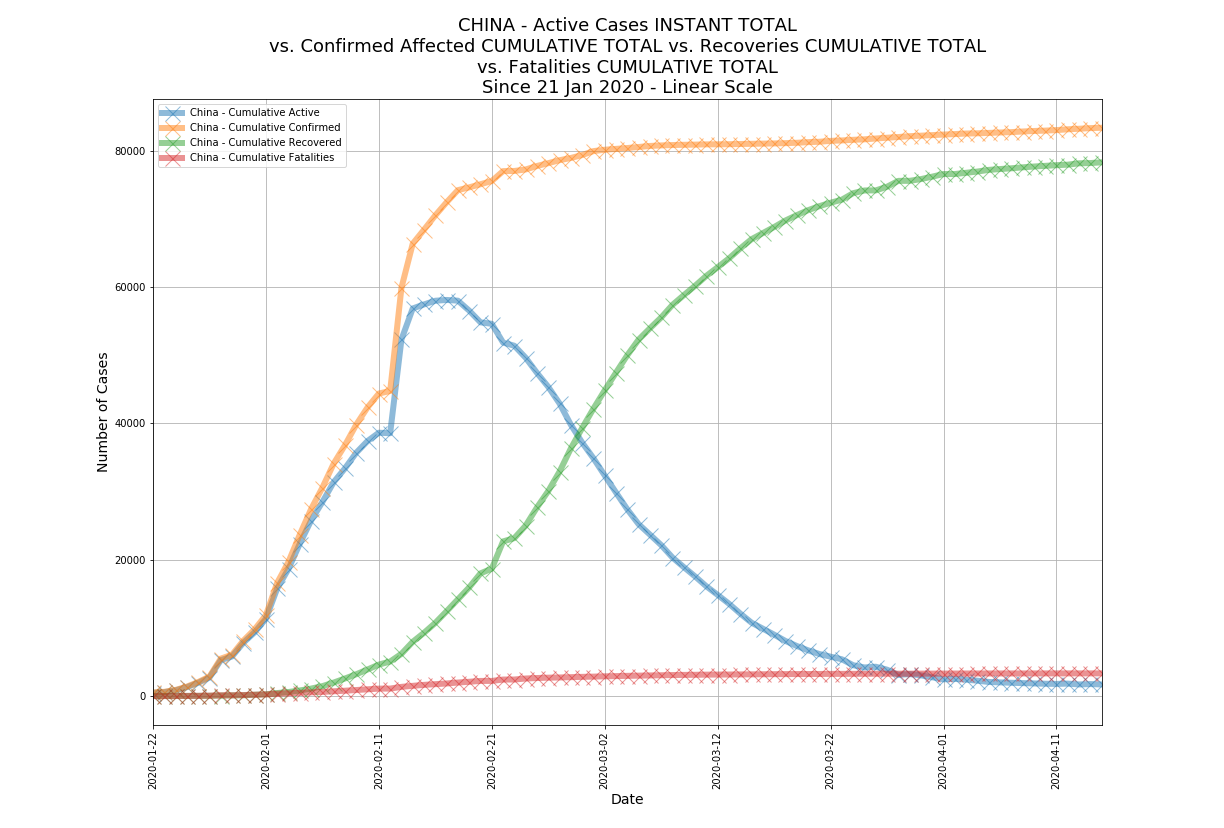 CHINA - Active Cases INSTANT TOTAL
vs. Confirmed Affected CUMULATIVE TOTAL vs. Recoveries CUMULATIVE TOTAL
vs. Fatalities CUMULATIVE TOTAL
Since 21 Jan 2020 - Linear Scale
China - Cumulative Active
China - Cumulative Confirmed
China - Cumulative Recovered
China - Cumulative Fatalities
80000
60000
40000
20000
0
Number of Cases
2020-01-22
2020-02-01
2020-02-11
2020-02-21
2020-03-02
2020-03-12
2020-03-22
2020-04-01
2020-04-11
Date